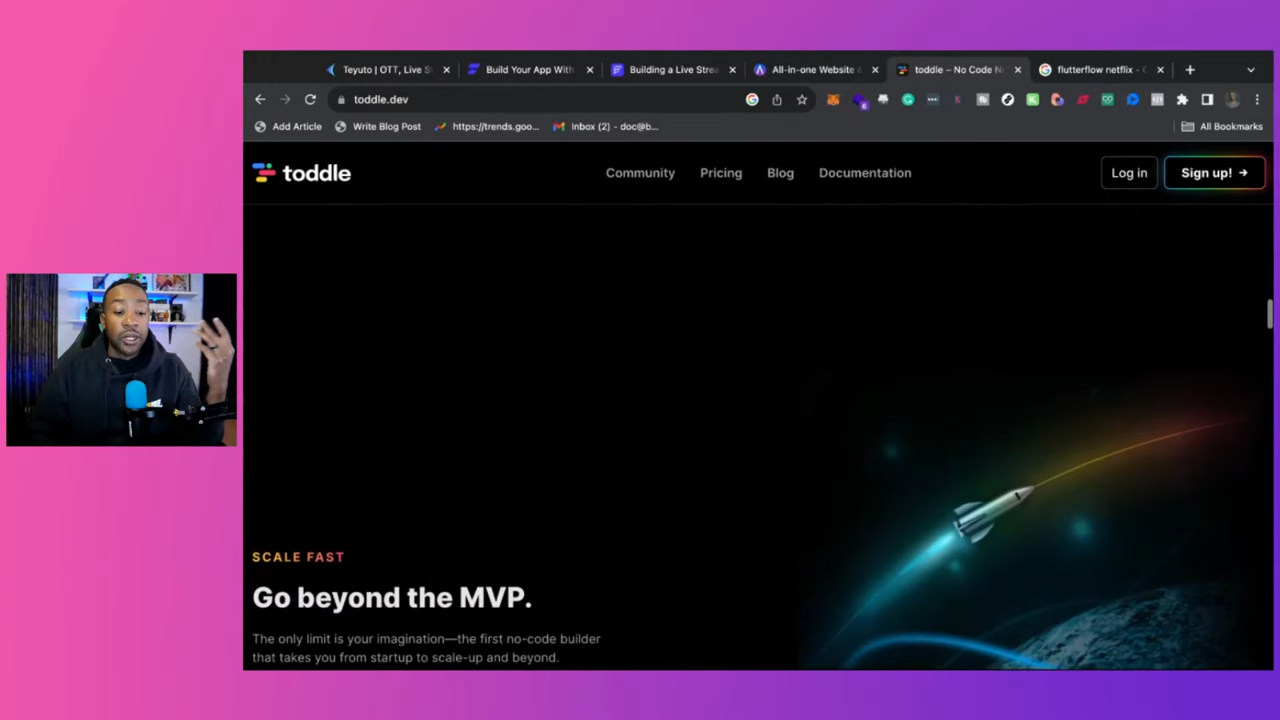 Teyuto | OTT, Live S
Build Your App With
Building a Live Strea
All-in-one Website
toddle – No Code N
flutterflow netflix - G
toddle.dev
Add Article
Write Blog Post
https://trends.goo...
Inbox (2) - doc@b...
All Bookmarks
toddle
Community
Pricing
Blog
Documentation
Log in
Sign up! →
SCALE FAST
Go beyond the MVP.
The only limit is your imagination—the first no-code builder
that takes you from startup to scale-up and beyond.